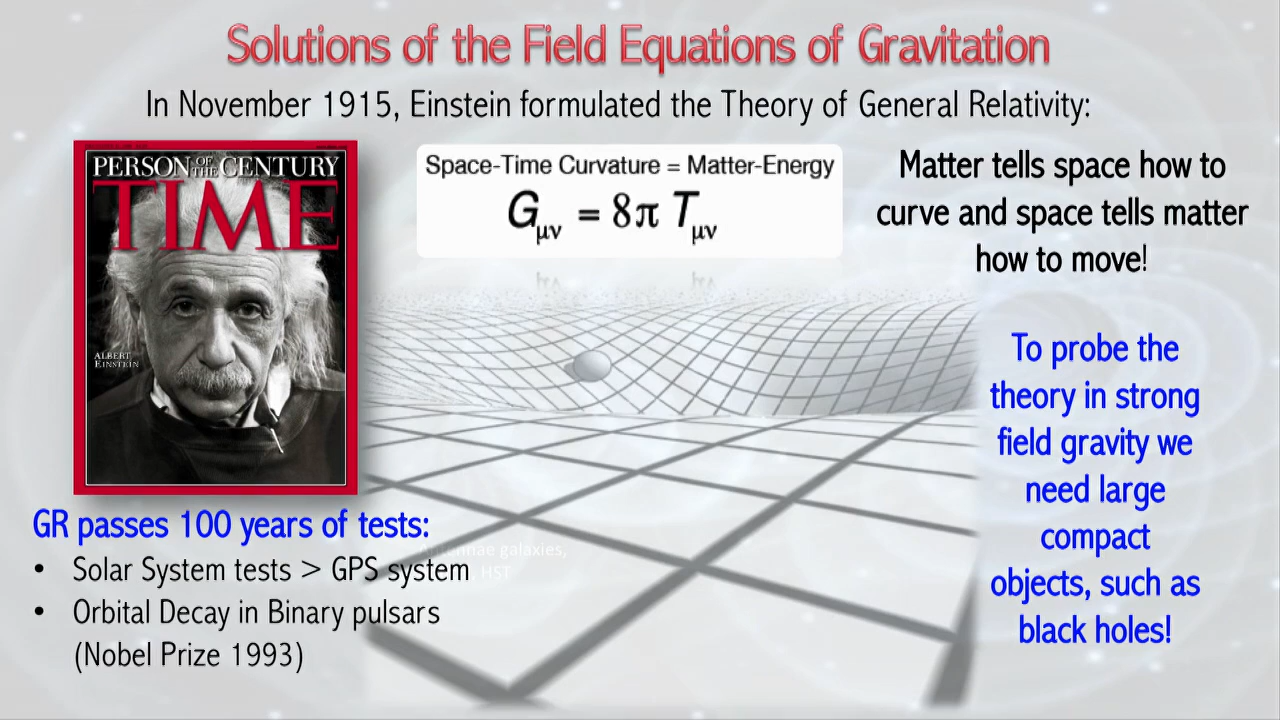 Solutions of the Field Equations of Gravitation
In November 1915, Einstein formulated the Theory of General Relativity:
PERSON OF THE CENTURY
TIME
ALBERT
EINSTEIN
Space-Time Curvature = Matter-Energy
Gμν = 8π Tμν
Matter tells space how to
curve and space tells matter
how to move!
To probe the
theory in strong
field gravity we
need large
compact
objects, such as
black holes!
GR passes 100 years of tests:
• Solar System tests > GPS system
• Orbital Decay in Binary pulsars
(Nobel Prize 1993)
Antennae galaxies,
HST